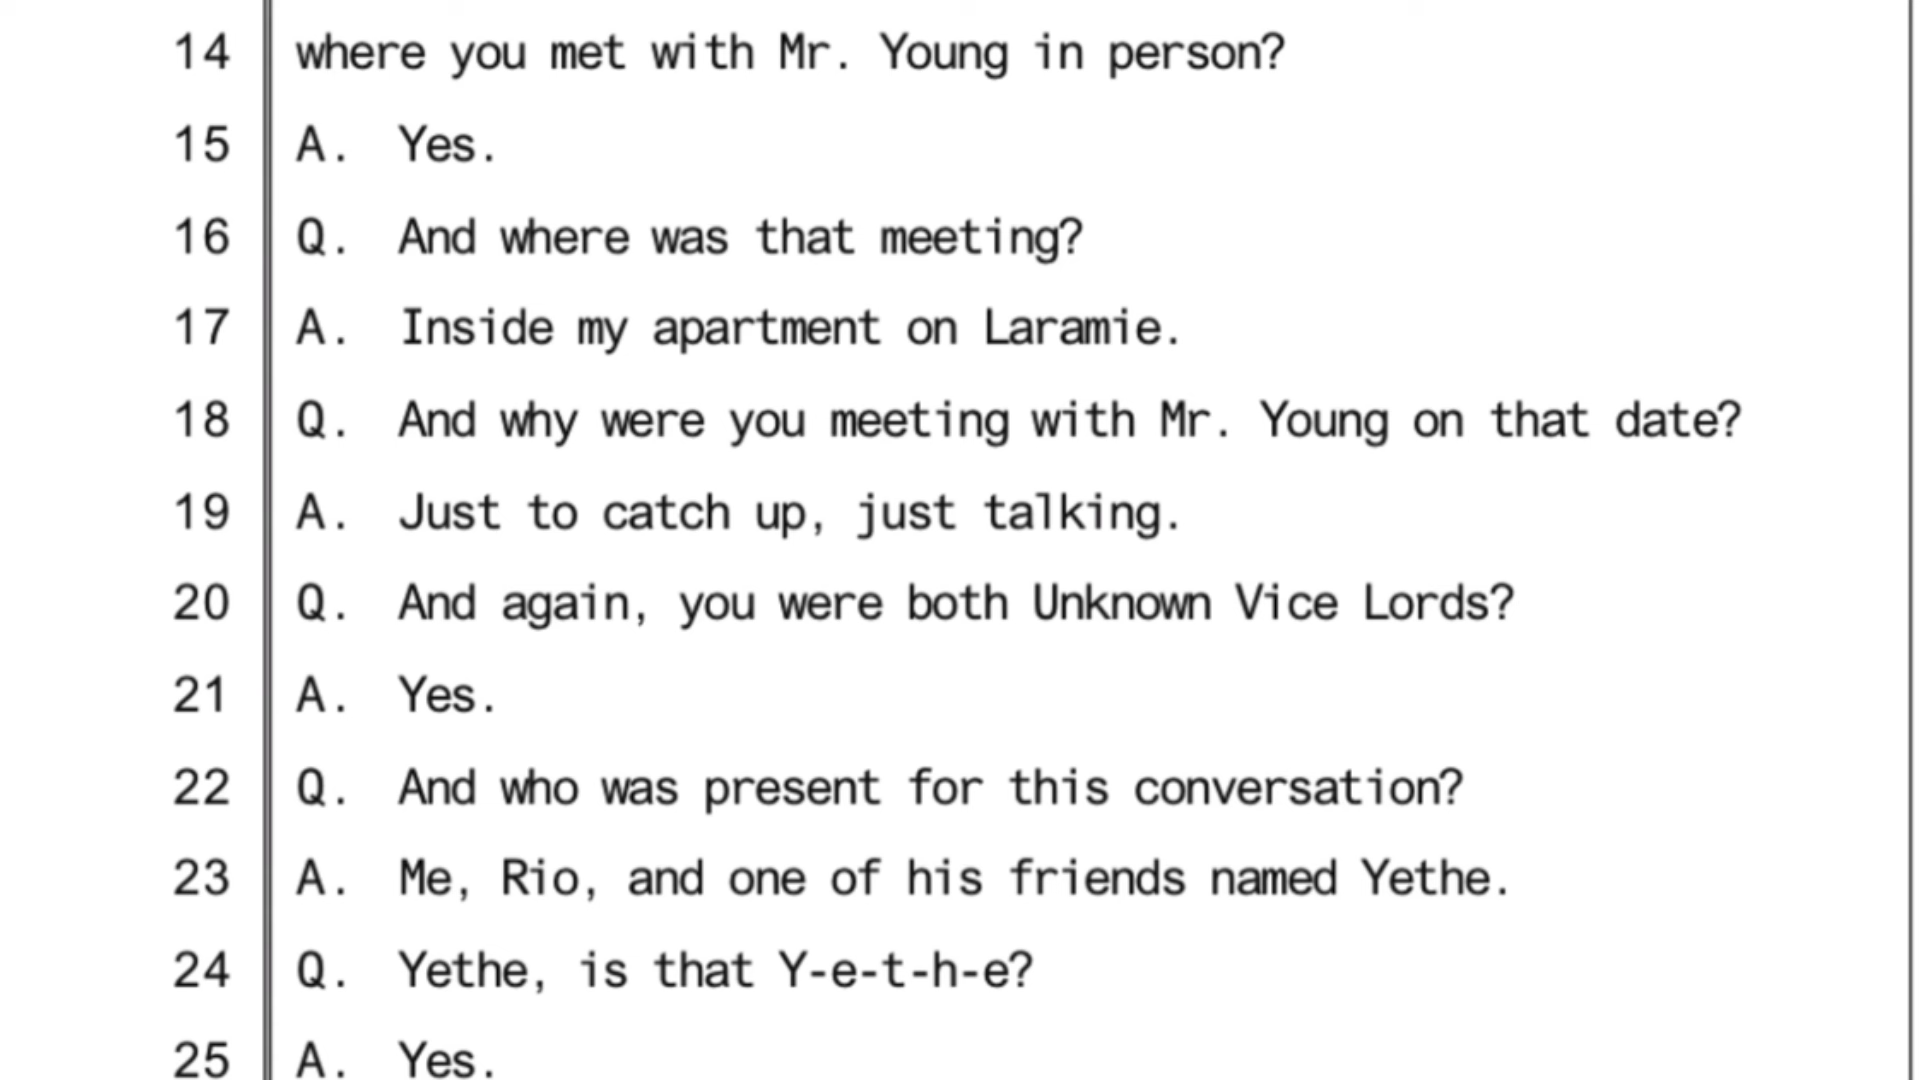 14 where you met with Mr. Young in person?
15 A. Yes.
16 Q. And where was that meeting?
17 A. Inside my apartment on Laramie.
18 Q. And why were you meeting with Mr. Young on that date?
19 A. Just to catch up, just talking.
20 Q. And again, you were both Unknown Vice Lords?
21 A. Yes.
22 Q. And who was present for this conversation?
23 A. Me, Rio, and one of his friends named Yethe.
24 Q. Yethe, is that Y-e-t-h-e?
25 A. Yes.